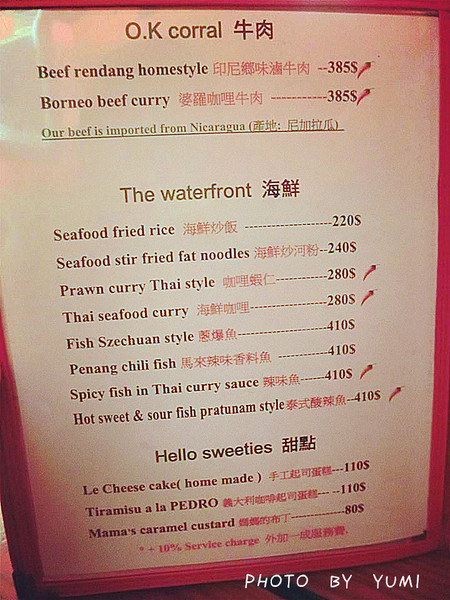 O.K corral 牛肉
Beef rendang homestyle 印尼鄉味滷牛肉 --385$
Borneo beef curry 婆羅咖哩牛肉 -----------385$
Our beef is imported from Nicaragua (產地: 尼加拉瓜)
The waterfront 海鮮
Seafood fried rice 海鮮炒飯 ----------------------220$
Seafood stir fried fat noodles 海鮮炒河粉--240$
Prawn curry Thai style 咖哩蝦仁-------------280$
Thai seafood curry 海鮮咖哩-------------------280$
Fish Szechuan style 蔥爆魚----------------------410$
Penang chili fish 馬來辣味香料魚 -------------410$
Spicy fish in Thai curry sauce 辣味魚------410$
Hot sweet & sour fish pratunam style 泰式酸辣魚--410$
Hello sweeties 甜點
Le Cheese cake( home made ) 手工起司蛋糕---110$
Tiramisu a la PEDRO 義大利咖啡起司蛋糕--- --110$
Mama's caramel custard 媽媽的布丁--------------80$
* + 10% Service charge 外加一成服務費.
PHOTO BY YUMI